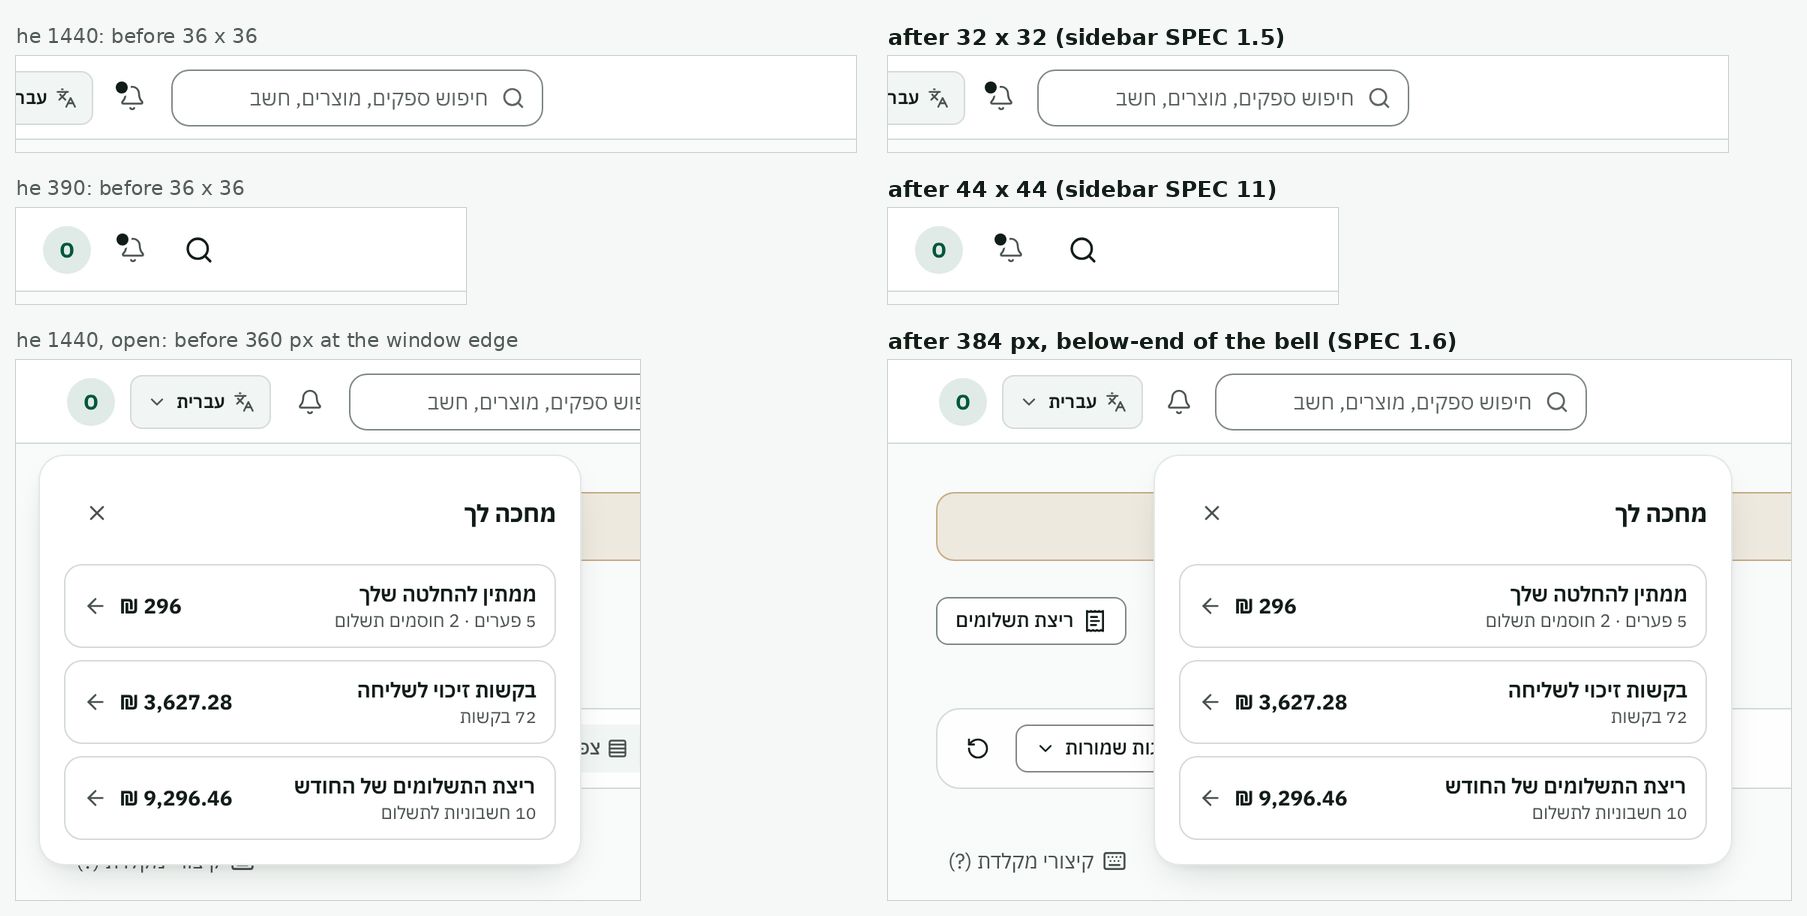 he 1440: before 36 x 36
after 32 x 32 (sidebar SPEC 1.5)
חיפוש ספקים, מוצרים, חשב
עבר
חיפוש ספקים, מוצרים, חשב
עבר
he 390: before 36 x 36
after 44 x 44 (sidebar SPEC 11)
O
O
he 1440, open: before 360 px at the window edge
after 384 px, below-end of the bell (SPEC 1.6)
ספקים, מוצרים, חשב
עברית
O
מחכה לך
ממתין להחלטה שלך
296 ₪
5 פערים · 2 חוסמים תשלום
בקשות זיכוי לשליחה
3,627.28 ₪
72 בקשות
צפ
ריצת התשלומים של החודש
9,296.46 ₪
10 חשבוניות לתשלום
חיפוש ספקים, מוצרים, חשב
עברית
O
מחכה לך
ממתין להחלטה שלך
296 ₪
5 פערים · 2 חוסמים תשלום
ריצת תשלומים
בקשות זיכוי לשליחה
3,627.28 ₪
72 בקשות
שמורות
ריצת התשלומים של החודש
9,296.46 ₪
10 חשבוניות לתשלום
קיצורי מקלדת (?)